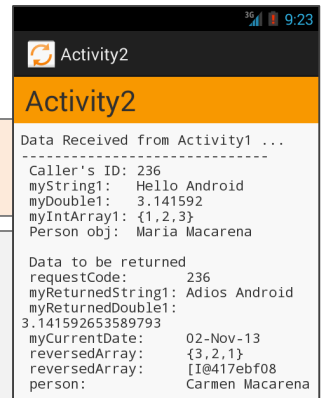 3G 9:23
Activity2
Activity2
Data Received from Activity1 ...
------------------------------
Caller's ID: 236
myString1:  Hello Android
myDouble1:  3.141592
myIntArray1: {1,2,3}
Person obj:  Maria Macarena
Data to be returned
requestCode:       236
myReturnedString1: Adios Android
myReturnedDouble1:
3.141592653589793
myCurrentDate:     02-Nov-13
reversedArray:     {3,2,1}
reversedArray:     [I@417ebf08
person:            Carmen Macarena